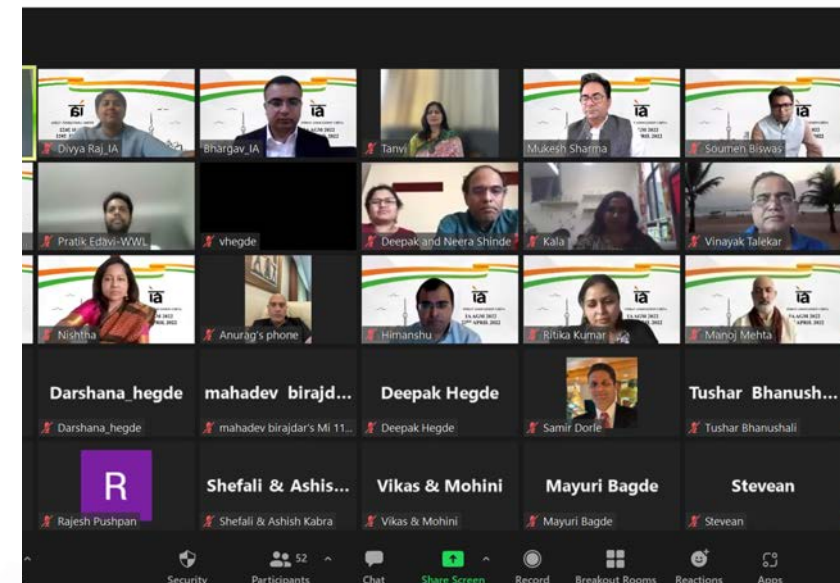 Divya Raj_IA
Bhargav_IA
Tanvi
Mukesh Sharma
Soumen Biswas
Pratik Edavi-WWL
vhegde
Deepak and Neera Shinde
Kala
Vinayak Talekar
Nishtha
Anurag's phone
Himanshu
Ritika Kumar
Manoj Mehta
Darshana_hegde
mahadev birajd...
Deepak Hegde
Tushar Bhanush...
Darshana_hegde
mahadev birajdar's Mi 11...
Deepak Hegde
Samir Dorle
Tushar Bhanushali
R
Shefali & Ashis...
Vikas & Mohini
Mayuri Bagde
Stevean
Rajesh Pushpan
Shefali & Ashish Kabra
Vikas & Mohini
Mayuri Bagde
Stevean
52
Security
Participants
Chat
Share Screen
Record
Breakout Rooms
Reactions
Apps